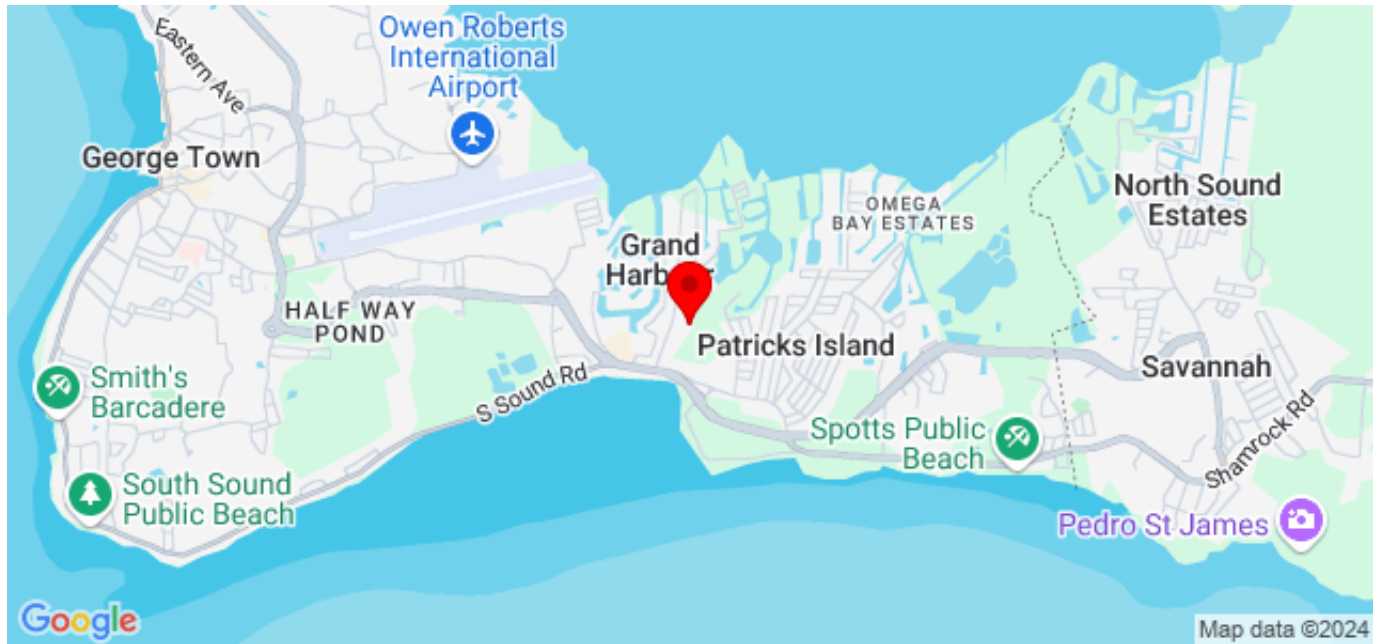 Owen Roberts
International
Airport
Eastern Ave
George Town
North Sound
Estates
OMEGA
BAY ESTATES
Grand
Harbour
HALF WAY
POND
Patricks Island
Savannah
Smith's
Barcadere
S Sound Rd
Spotts Public
Beach
Shamrock Rd
South Sound
Public Beach
Pedro St James
Google
Map data ©2024